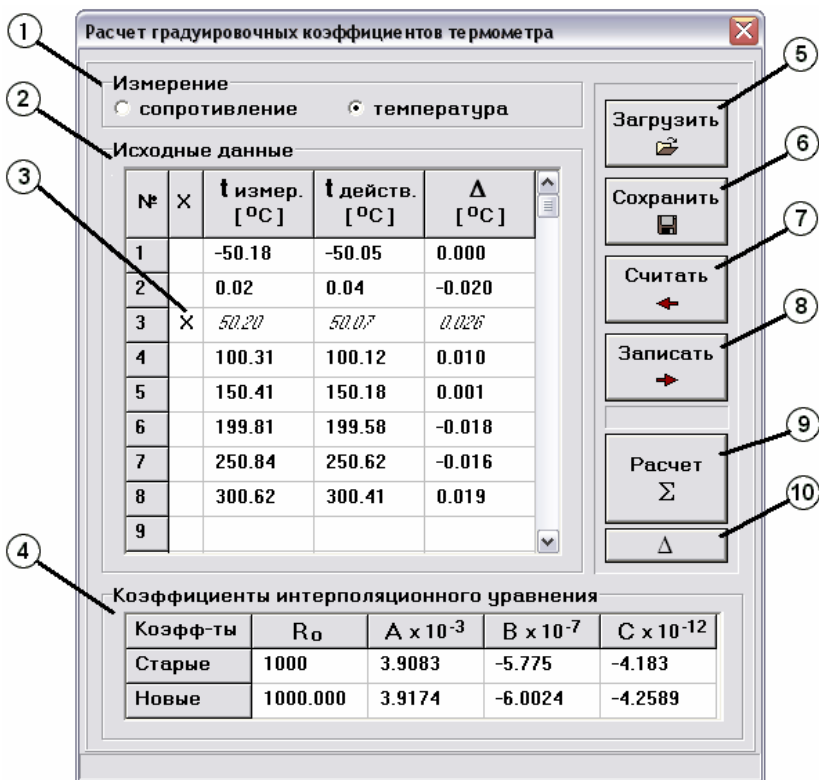 Расчет градуировочных коэффициентов термометра
1
Измерение
сопротивление температура
2
Исходные данные
3
№ X t измер. [ºC] t действ. [ºC] Δ [ºC]
1 -50.18 -50.05 0.000
2 0.02 0.04 -0.020
3 X 50.20 50.07 0.026
4 100.31 100.12 0.010
5 150.41 150.18 0.001
6 199.81 199.58 -0.018
7 250.84 250.62 -0.016
8 300.62 300.41 0.019
9
5
Загрузить
6
Сохранить
7
Считать
8
Записать
9
Расчет
Σ
10
Δ
4
Коэффициенты интерполяционного уравнения
Коэфф-ты R₀ A x 10⁻³ B x 10⁻⁷ C x 10⁻¹²
Старые 1000 3.9083 -5.775 -4.183
Новые 1000.000 3.9174 -6.0024 -4.2589